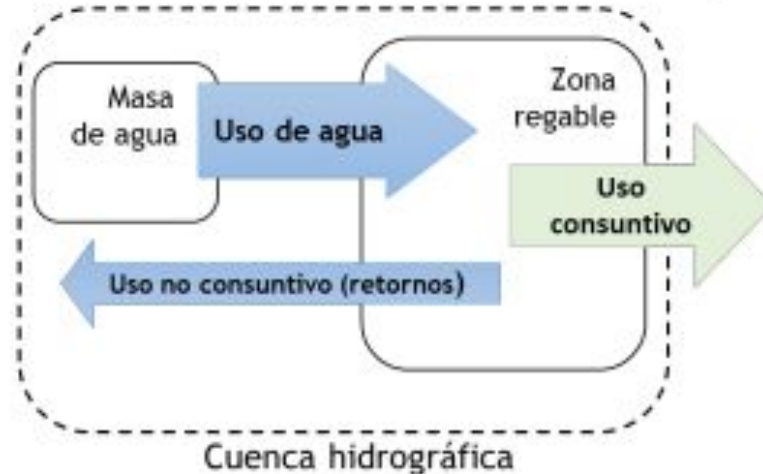 Masa
de agua
Uso de agua
Zona
regable
Uso
consuntivo
Uso no consuntivo (retornos)
Cuenca hidrográfica